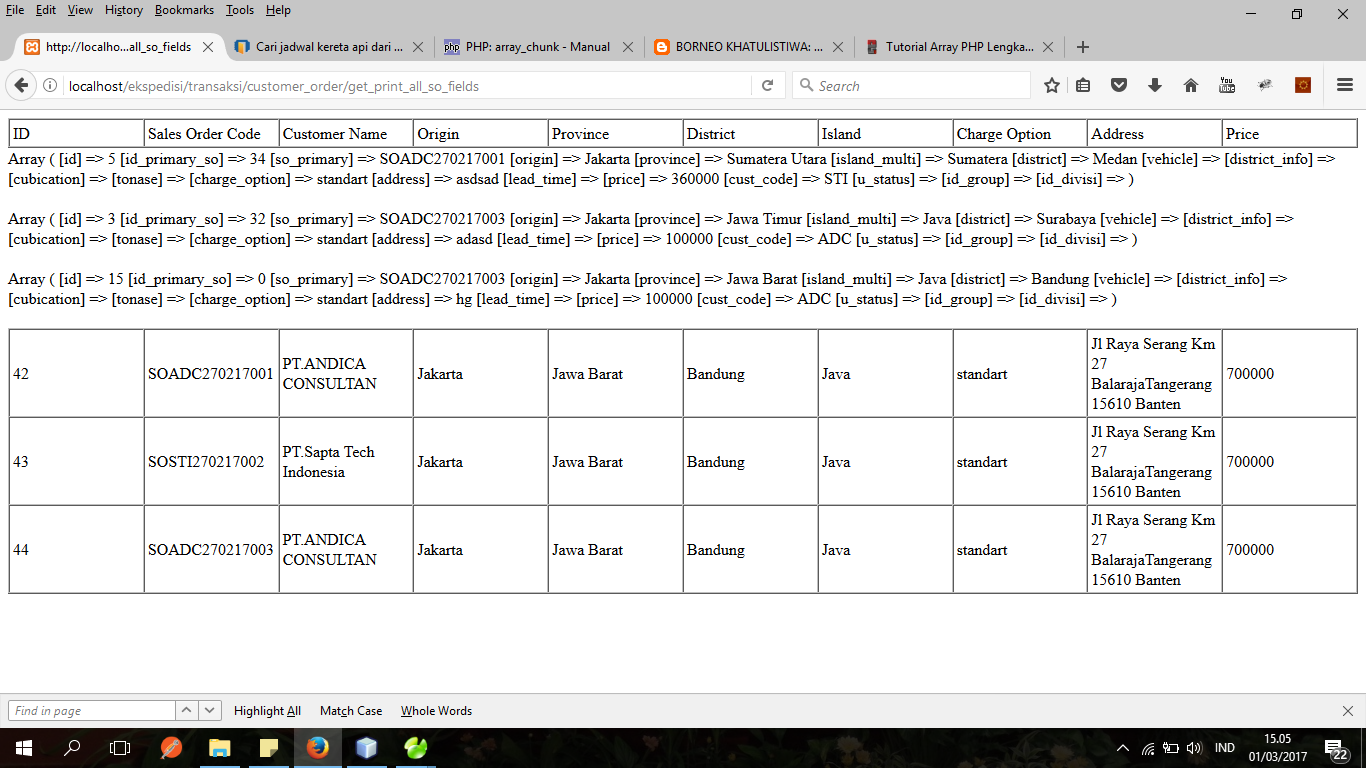 File Edit View History Bookmarks Tools Help
http://localho...all_so_fields
Cari jadwal kereta api dari ...
php PHP: array_chunk - Manual
BORNEO KHATULISTIWA: ...
Tutorial Array PHP Lengka...
localhost/ekspedisi/transaksi/customer_order/get_print_all_so_fields
Search
You Tube
ID Sales Order Code Customer Name Origin Province District Island Charge Option Address Price
Array ( [id] => 5 [id_primary_so] => 34 [so_primary] => SOADC270217001 [origin] => Jakarta [province] => Sumatera Utara [island_multi] => Sumatera [district] => Medan [vehicle] => [district_info] =>
[cubication] => [tonase] => [charge_option] => standart [address] => asdsad [lead_time] => [price] => 360000 [cust_code] => STI [u_status] => [id_group] => [id_divisi] => )
Array ( [id] => 3 [id_primary_so] => 32 [so_primary] => SOADC270217003 [origin] => Jakarta [province] => Jawa Timur [island_multi] => Java [district] => Surabaya [vehicle] => [district_info] =>
[cubication] => [tonase] => [charge_option] => standart [address] => adasd [lead_time] => [price] => 100000 [cust_code] => ADC [u_status] => [id_group] => [id_divisi] => )
Array ( [id] => 15 [id_primary_so] => 0 [so_primary] => SOADC270217003 [origin] => Jakarta [province] => Jawa Barat [island_multi] => Java [district] => Bandung [vehicle] => [district_info] =>
[cubication] => [tonase] => [charge_option] => standart [address] => hg [lead_time] => [price] => 100000 [cust_code] => ADC [u_status] => [id_group] => [id_divisi] => )
42
SOADC270217001
PT.ANDICA
CONSULTAN
Jakarta
Jawa Barat
Bandung
Java
standart
Jl Raya Serang Km
27
BalarajaTangerang
15610 Banten
700000
43
SOSTI270217002
PT.Sapta Tech
Indonesia
Jakarta
Jawa Barat
Bandung
Java
standart
Jl Raya Serang Km
27
BalarajaTangerang
15610 Banten
700000
44
SOADC270217003
PT.ANDICA
CONSULTAN
Jakarta
Jawa Barat
Bandung
Java
standart
Jl Raya Serang Km
27
BalarajaTangerang
15610 Banten
700000
Find in page
Highlight All Match Case Whole Words
IND
15.05
01/03/2017
22